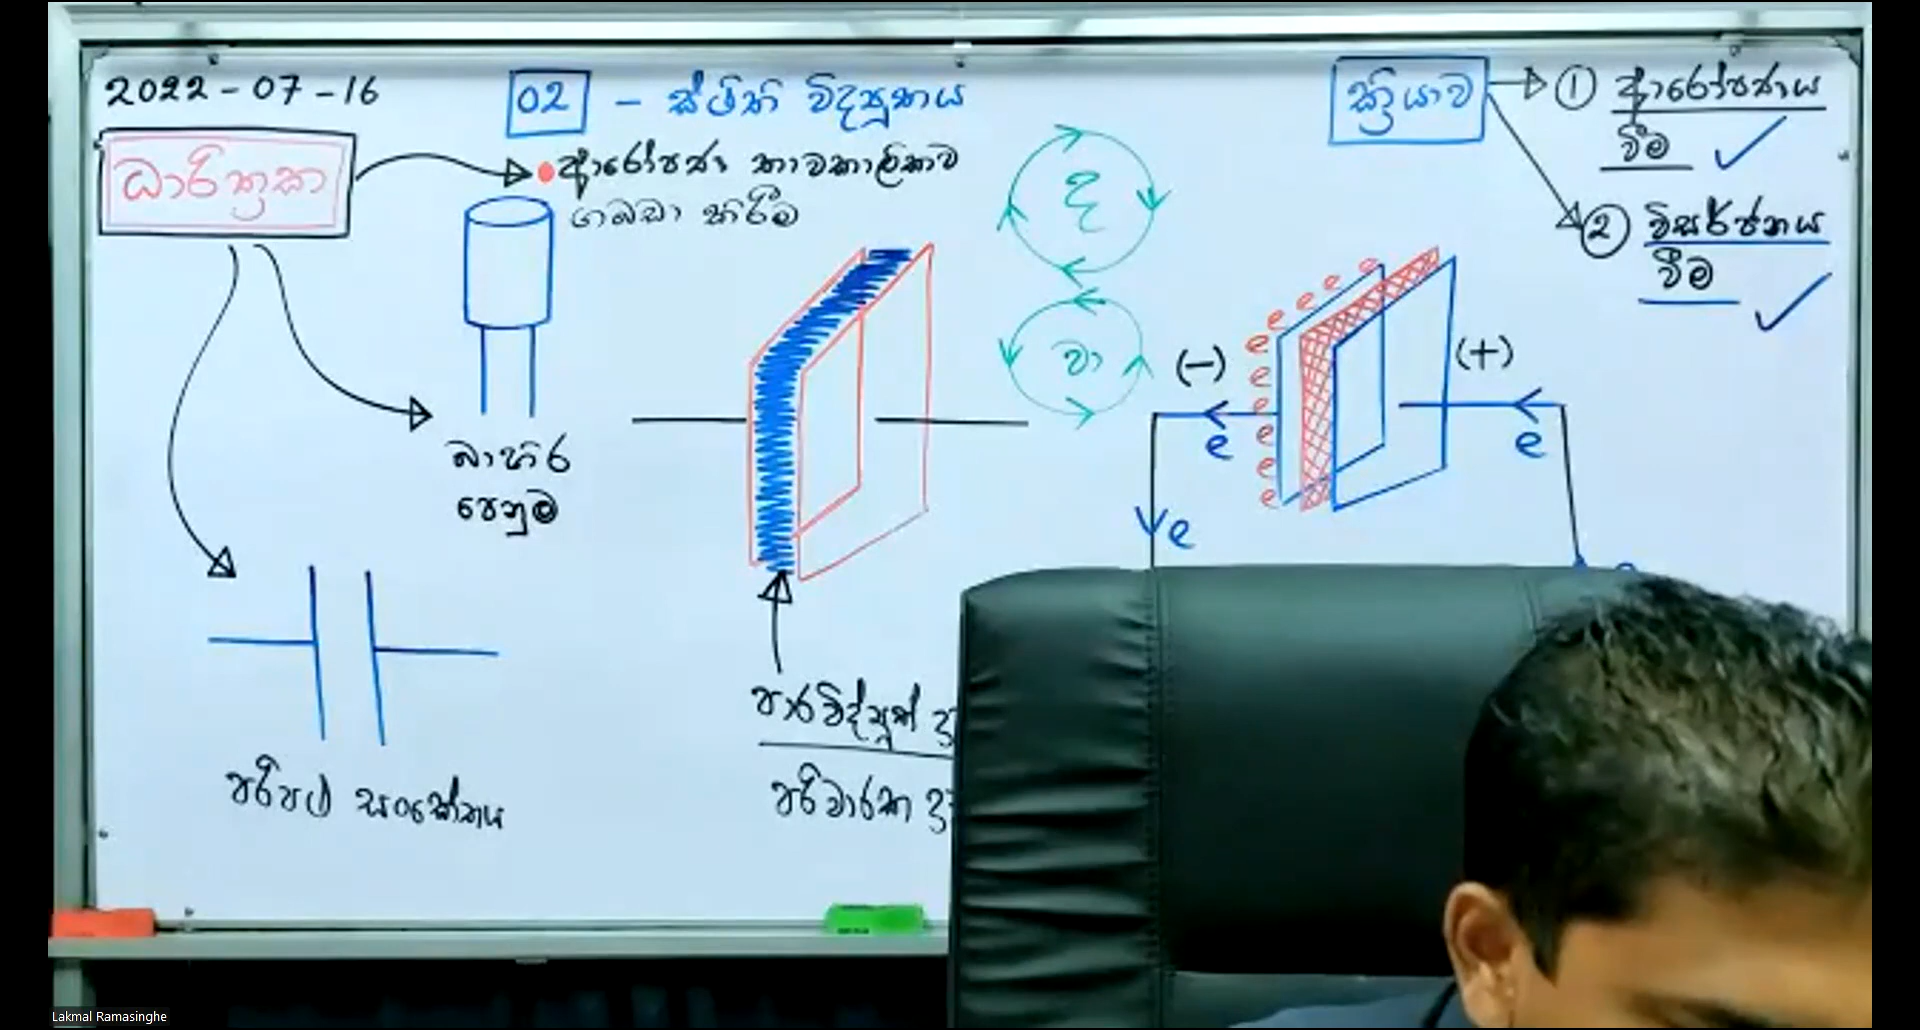 2022-07-16
02 - ස්ථිති විද්‍යුතය
ධාරිත්‍රක
ආරෝපණ තාවකාලිකව
ගබඩා කිරීම
බාහිර
පෙනුම
පරිපථ සංකේතය
පාරවිද්‍යුත්
පරිවාරක
ද
වා
ක්‍රියාව
① ආරෝපණය
වීම
② විසර්ජනය
වීම
e e e e
e
e
e
e
e
e
(-)
(+)
e
e
e
Lakmal Ramasinghe